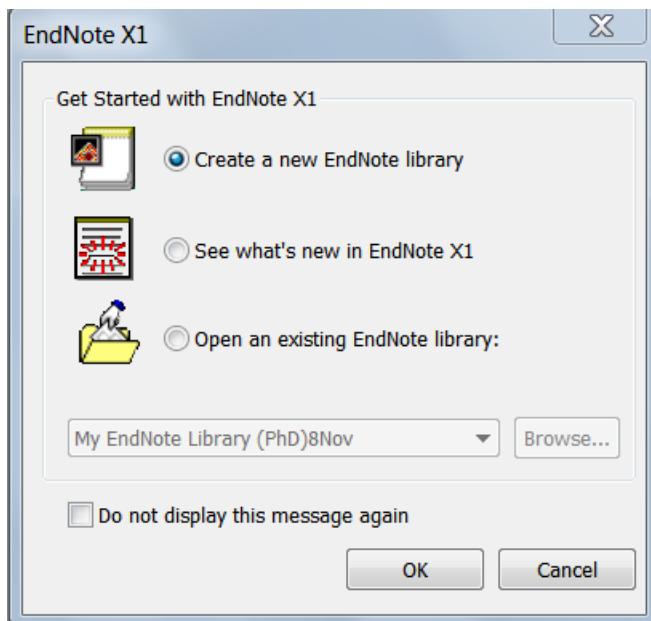 EndNote X1
Get Started with EndNote X1
Create a new EndNote library
See what's new in EndNote X1
Open an existing EndNote library:
My EndNote Library (PhD)8Nov
Browse...
Do not display this message again
OK
Cancel